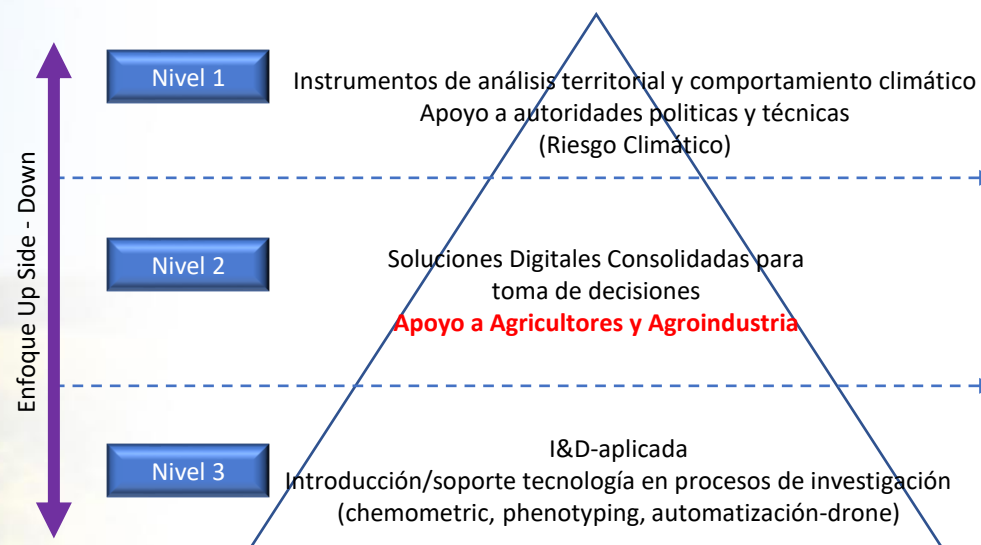 Enfoque Up Side - Down
Nivel 1
Instrumentos de análisis territorial y comportamiento climático
Apoyo a autoridades politicas y técnicas
(Riesgo Climático)
Nivel 2
Soluciones Digitales Consolidadas para
toma de decisiones
Apoyo a Agricultores y Agroindustria
Nivel 3
I&D-aplicada
Introducción/soporte tecnología en procesos de investigación
(chemometric, phenotyping, automatización-drone)